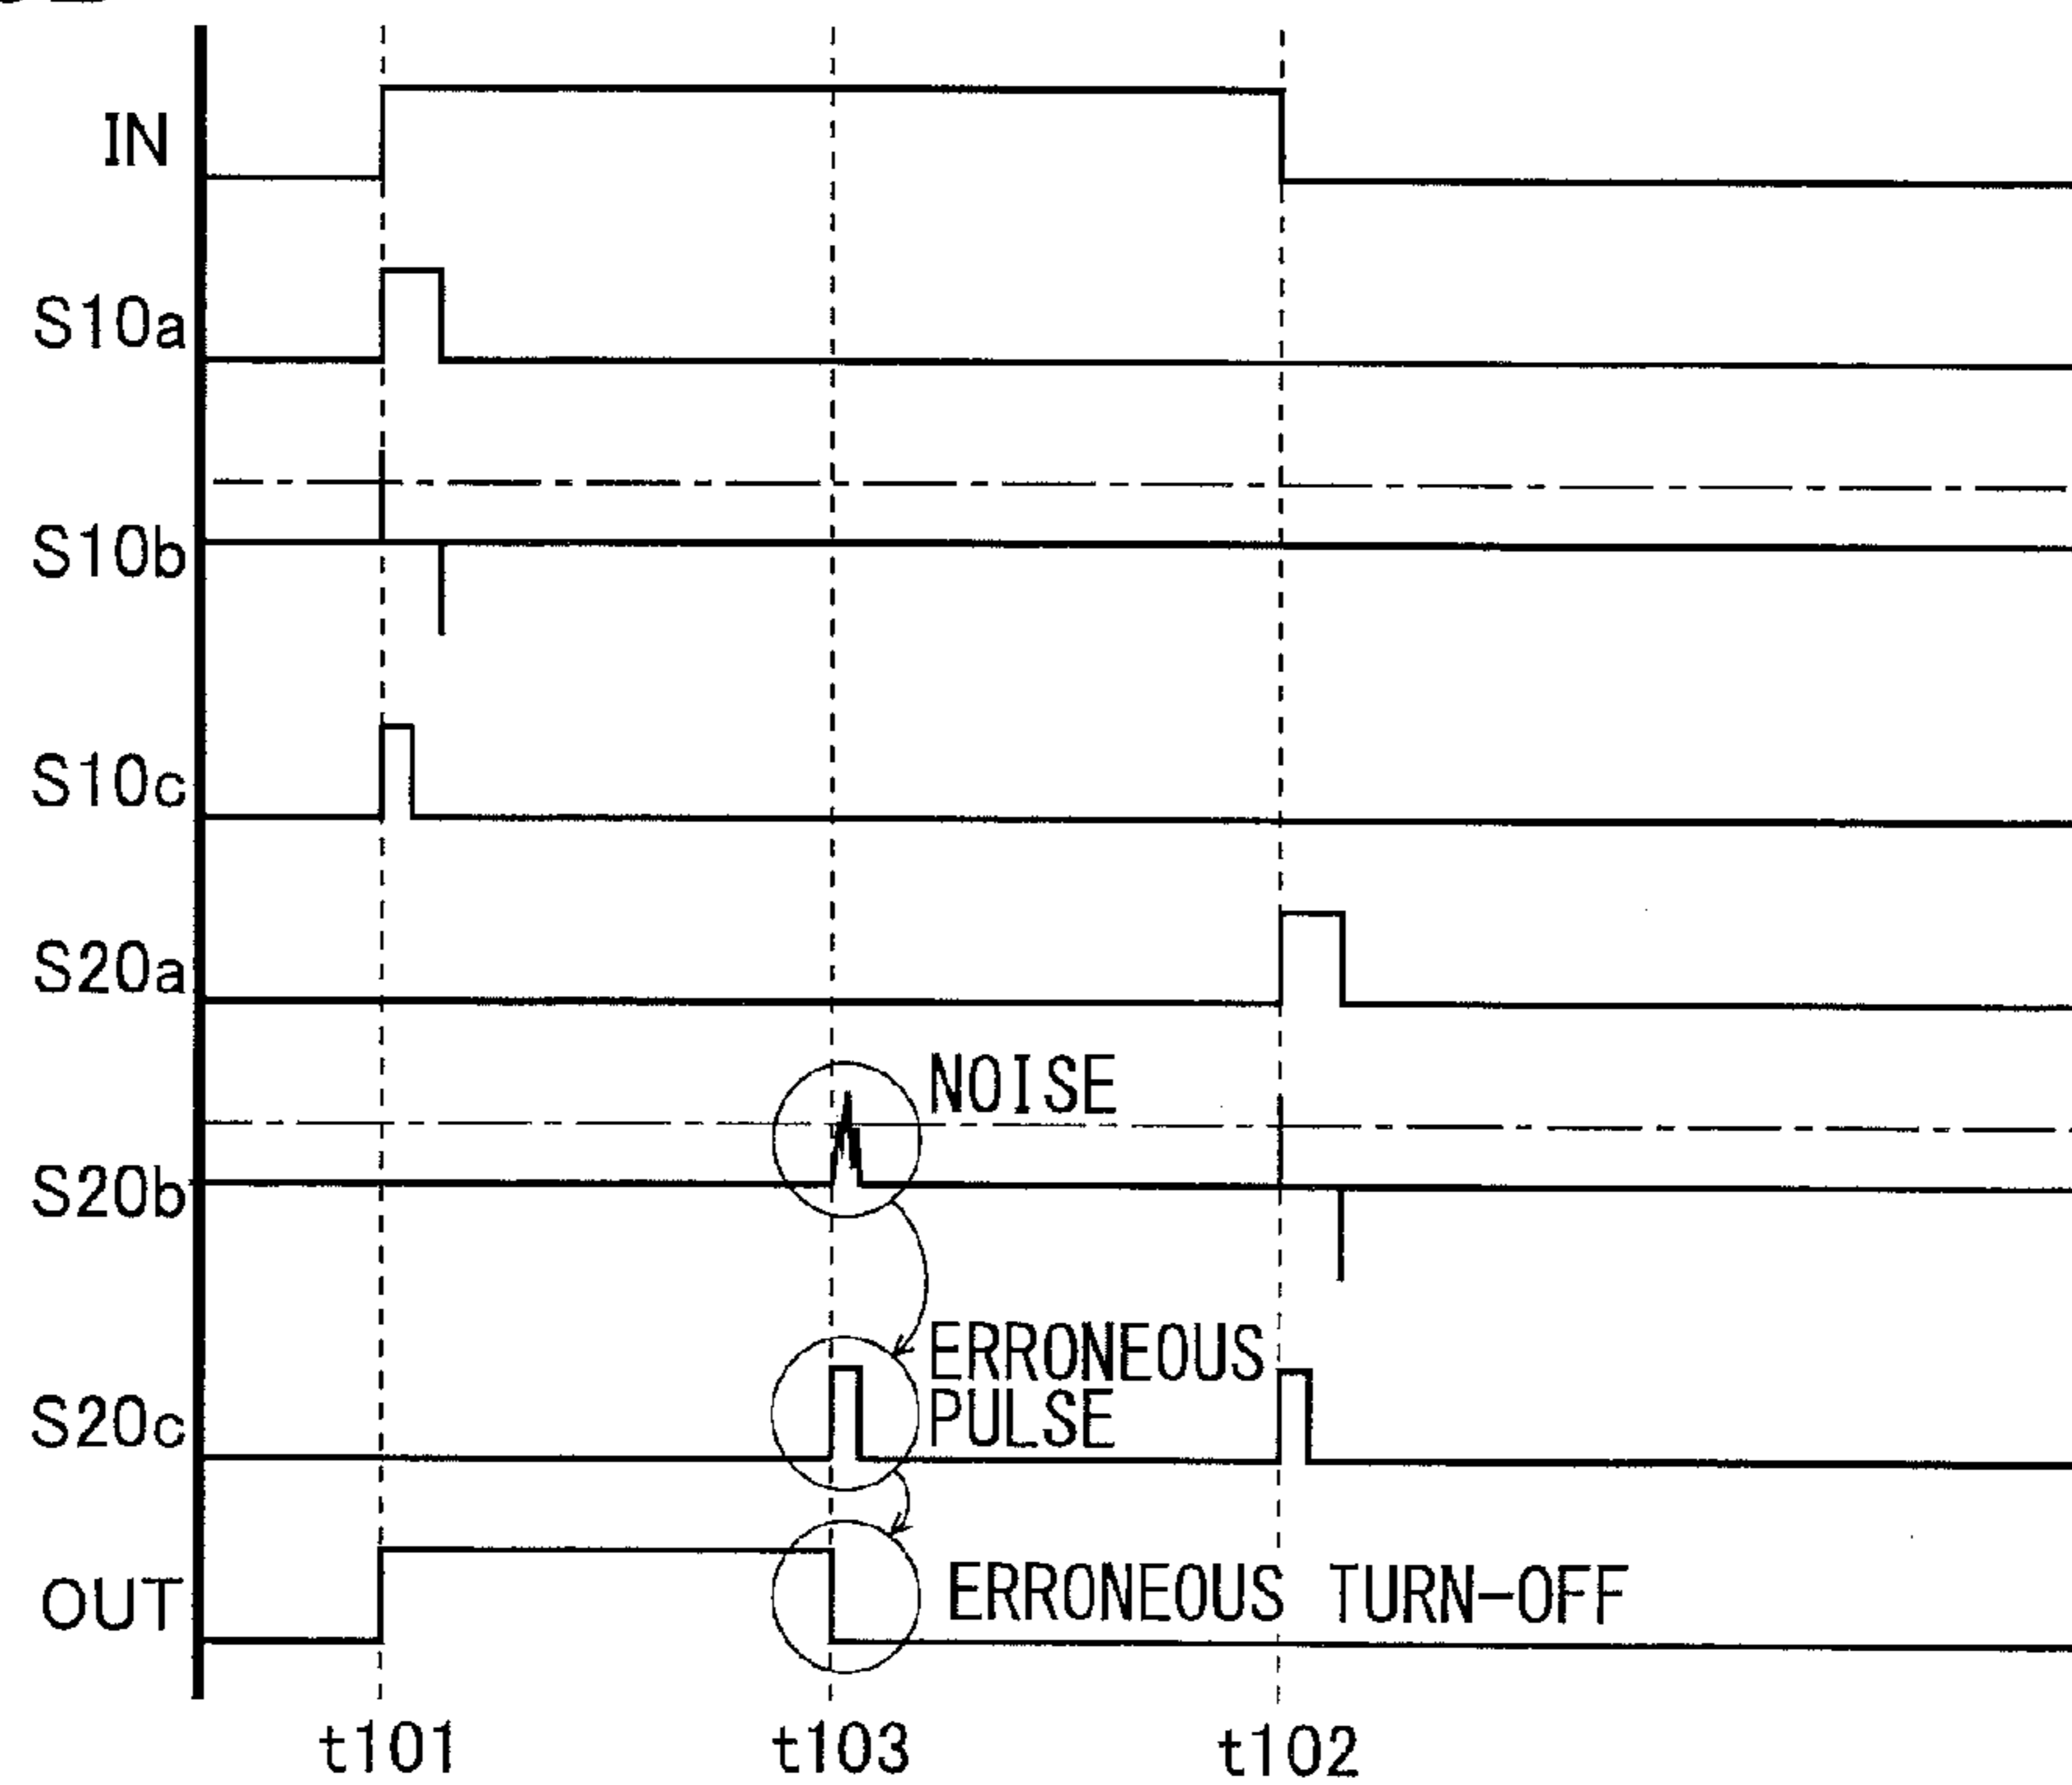 IN
S10a
S10b
S10c
S20a
NOISE
S20b
ERRONEOUS
PULSE
S20c
OUT
ERRONEOUS TURN-OFF
t101
t103
t102